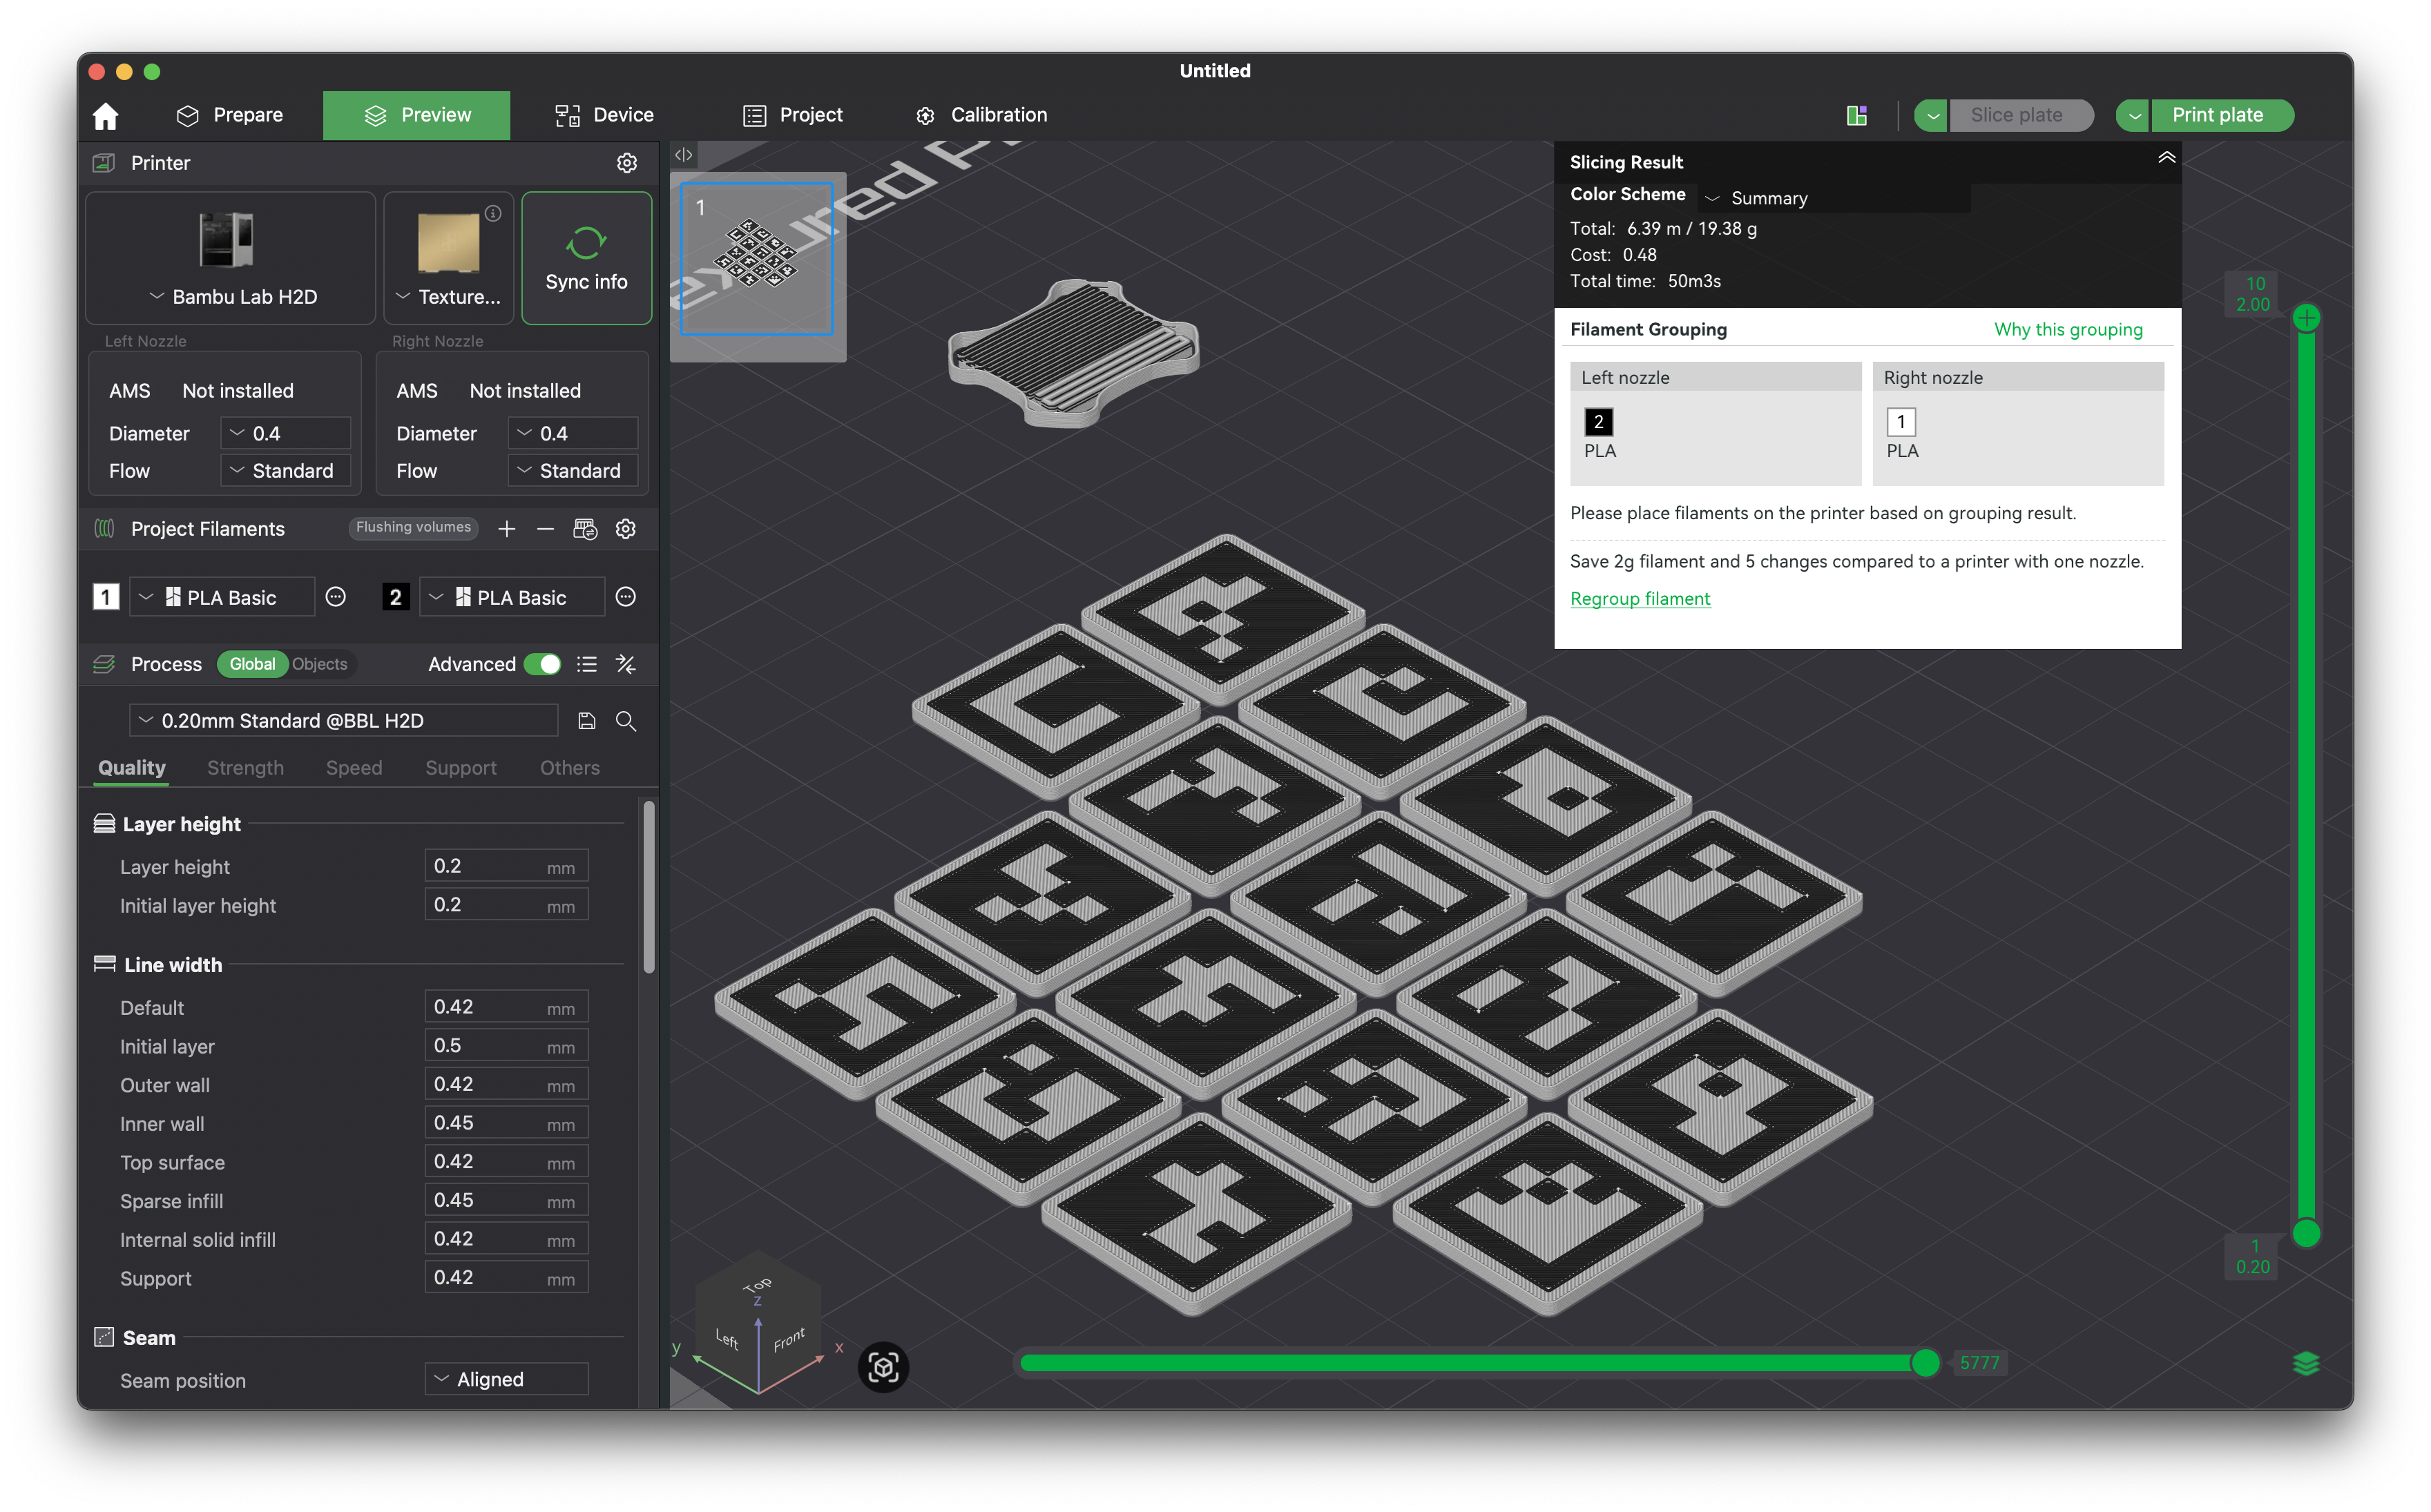 Untitled
Prepare
Preview
Device
Project
Calibration
Slice plate
Print plate
Printer
Bambu Lab H2D
Texture...
Sync info
Left Nozzle
Right Nozzle
AMS Not installed
AMS Not installed
Diameter 0.4
Diameter 0.4
Flow Standard
Flow Standard
Project Filaments
Flushing volumes
1 PLA Basic
2 PLA Basic
Process
Global
Objects
Advanced
0.20mm Standard @BBL H2D
Quality
Strength
Speed
Support
Others
Layer height
Layer height 0.2 mm
Initial layer height 0.2 mm
Line width
Default 0.42 mm
Initial layer 0.5 mm
Outer wall 0.42 mm
Inner wall 0.45 mm
Top surface 0.42 mm
Sparse infill 0.45 mm
Internal solid infill 0.42 mm
Support 0.42 mm
Seam
Seam position Aligned
1
Slicing Result
Color Scheme Summary
Total: 6.39 m / 19.38 g
Cost: 0.48
Total time: 50m3s
Filament Grouping
Why this grouping
Left nozzle
Right nozzle
2
PLA
1
PLA
Please place filaments on the printer based on grouping result.
Save 2g filament and 5 changes compared to a printer with one nozzle.
Regroup filament
10
2.00
1
0.20
Top
Left
Front
z
y
x
5777